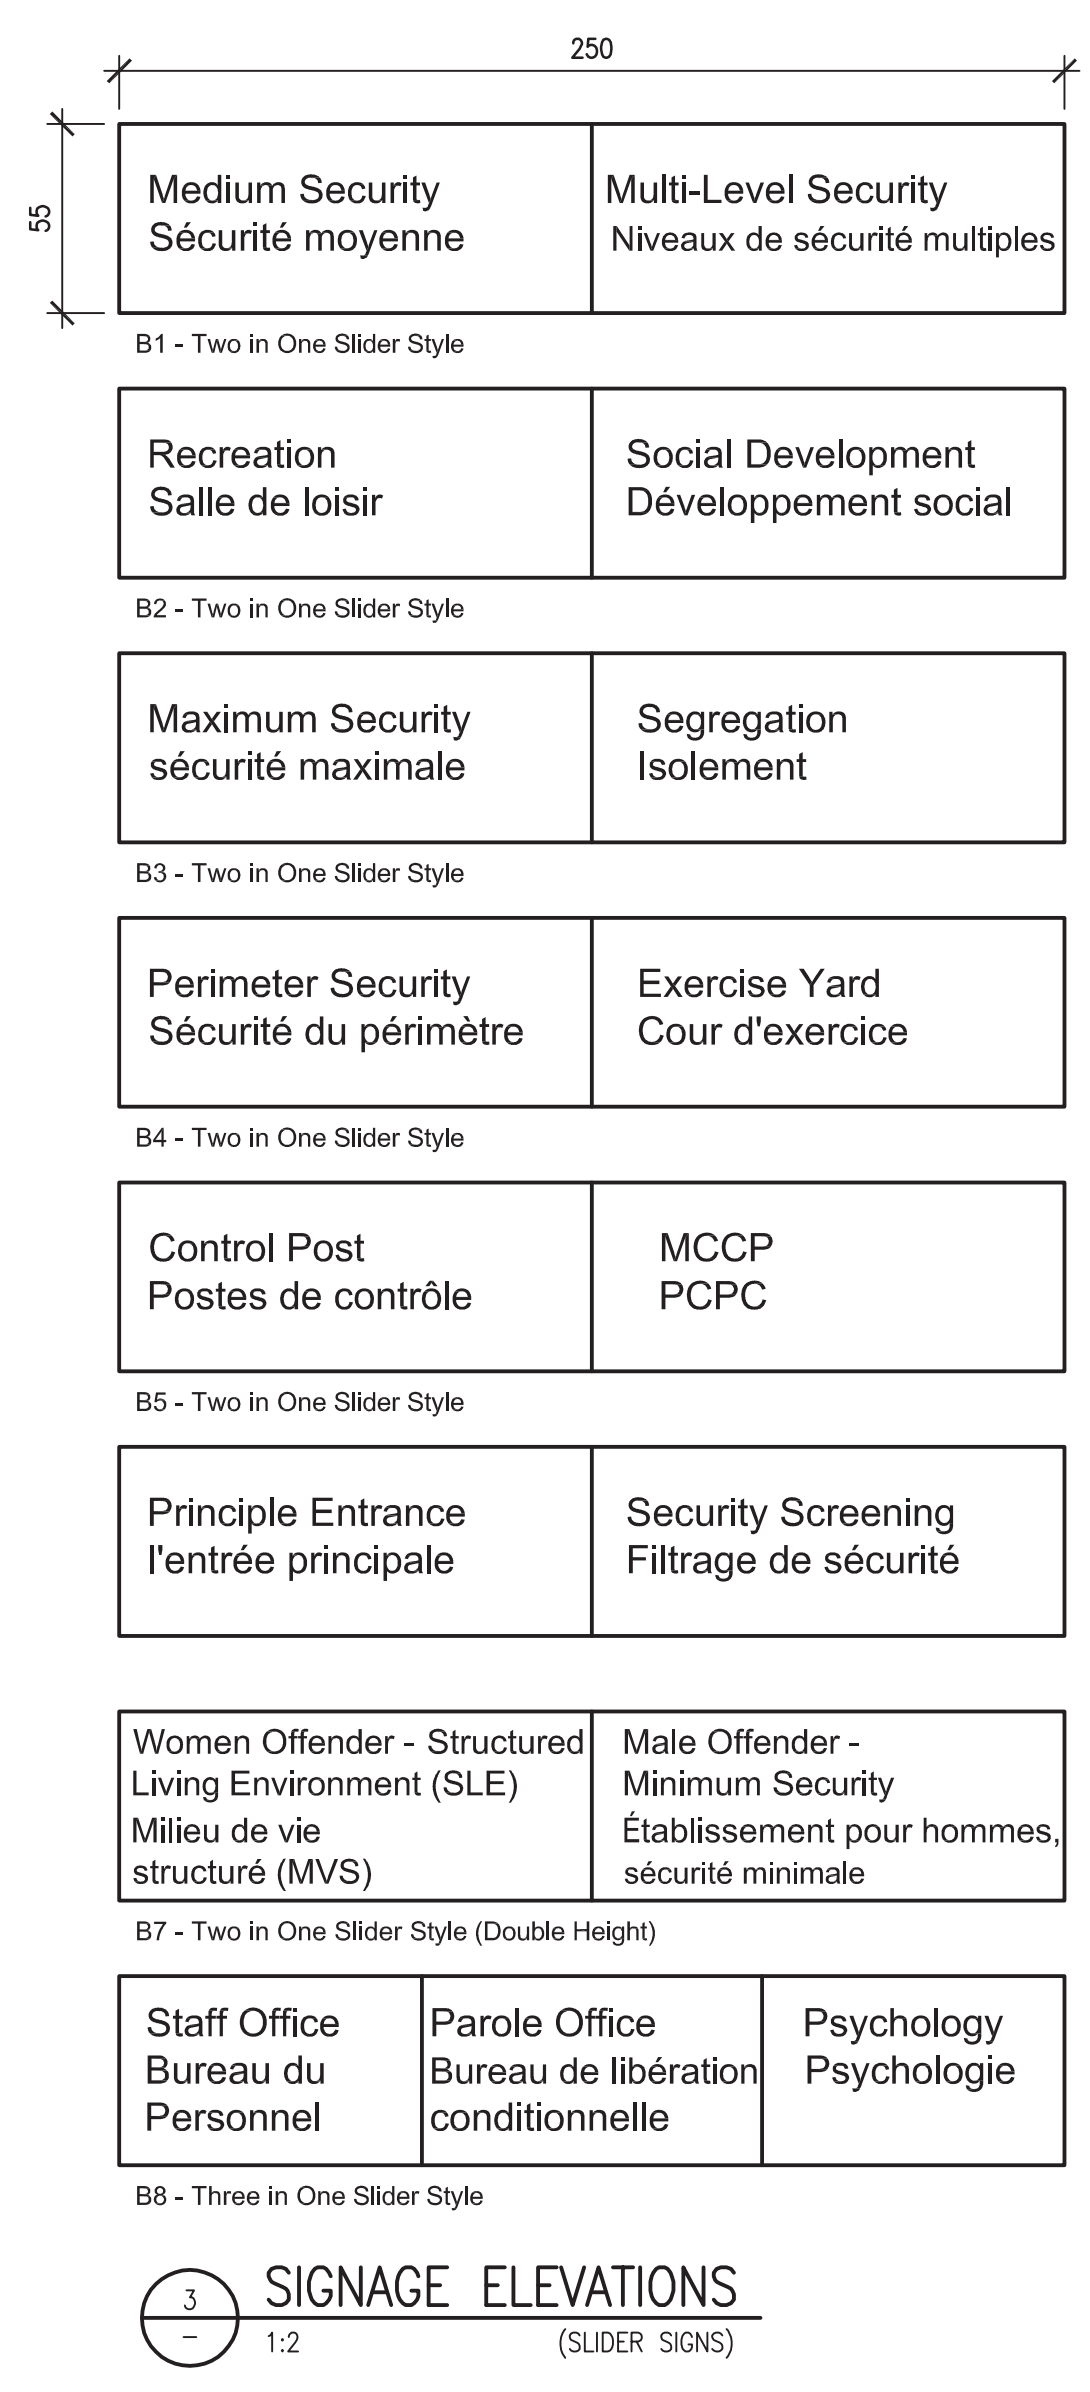 250
55
Medium Security
Sécurité moyenne
Multi-Level Security
Niveaux de sécurité multiples
B1 - Two in One Slider Style
Recreation
Salle de loisir
Social Development
Développement social
B2 - Two in One Slider Style
Maximum Security
sécurité maximale
Segregation
Isolement
B3 - Two in One Slider Style
Perimeter Security
Sécurité du périmètre
Exercise Yard
Cour d'exercice
B4 - Two in One Slider Style
Control Post
Postes de contrôle
MCCP
PCPC
B5 - Two in One Slider Style
Principle Entrance
l'entrée principale
Security Screening
Filtrage de sécurité
Women Offender - Structured
Living Environment (SLE)
Milieu de vie
structuré (MVS)
Male Offender -
Minimum Security
Établissement pour hommes,
sécurité minimale
B7 - Two in One Slider Style (Double Height)
Staff Office
Bureau du
Personnel
Parole Office
Bureau de libération
conditionnelle
Psychology
Psychologie
B8 - Three in One Slider Style
3
-
SIGNAGE ELEVATIONS
1:2 (SLIDER SIGNS)